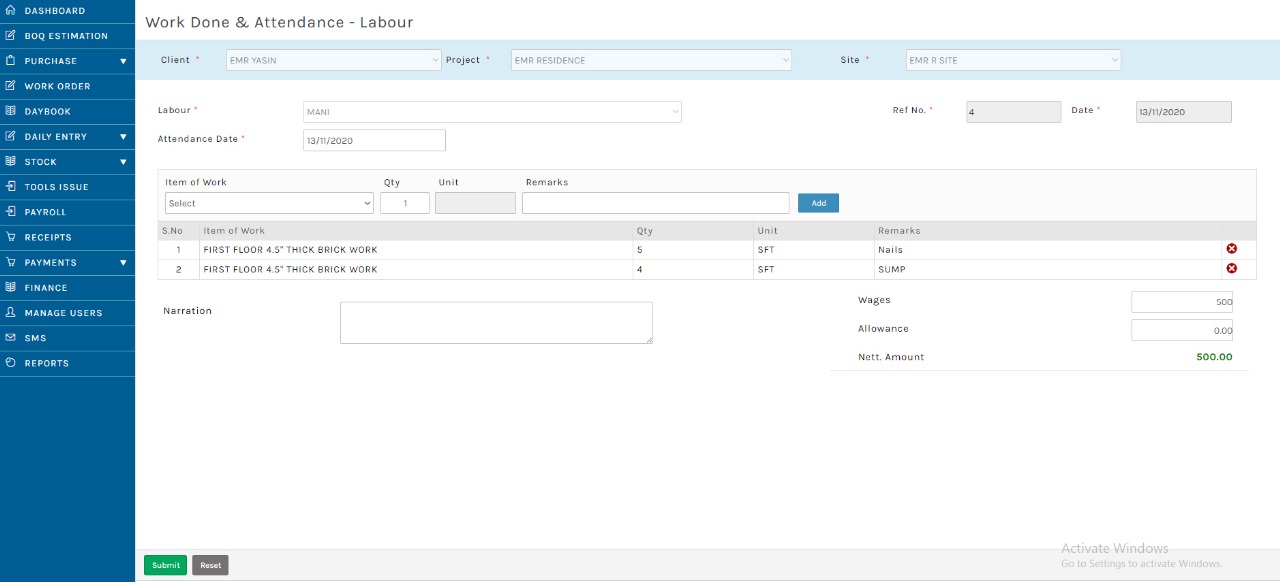 DASHBOARD
BOQ ESTIMATION
PURCHASE
WORK ORDER
DAYBOOK
DAILY ENTRY
STOCK
TOOLS ISSUE
PAYROLL
RECEIPTS
PAYMENTS
FINANCE
MANAGE USERS
SMS
REPORTS
Work Done & Attendance - Labour
Client * EMR YASIN Project * EMR RESIDENCE Site * EMR R SITE
Labour * MANI Ref No. * 4 Date * 13/11/2020
Attendance Date * 13/11/2020
Item of Work Qty Unit Remarks
Select 1 Add
S.No Item of Work Qty Unit Remarks
1 FIRST FLOOR 4.5" THICK BRICK WORK 5 SFT Nails
2 FIRST FLOOR 4.5" THICK BRICK WORK 4 SFT SUMP
Narration
Wages 500
Allowance 0.00
Nett. Amount 500.00
Submit Reset
Activate Windows
Go to Settings to activate Windows.